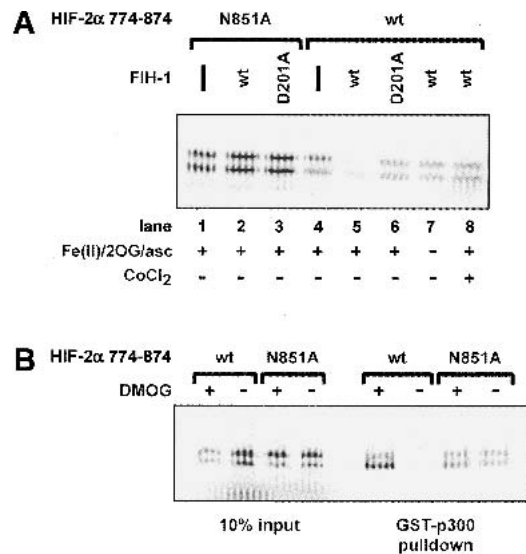 A HIF-2α 774-874 N851A wt
FIH-1 – wt D201A – wt D201A wt wt
lane 1 2 3 4 5 6 7 8
Fe(II)/2OG/asc + + + + + + – +
CoCl2 - - - - - - - +
B HIF-2α 774-874 wt N851A wt N851A
DMOG + – + – + – + –
10% input GST-p300
pulldown